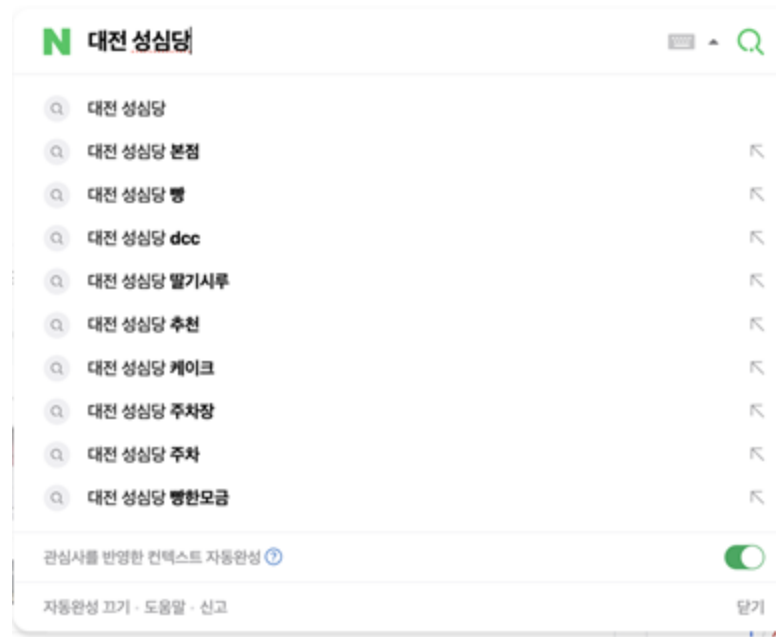 N 대전 성심당
대전 성심당
대전 성심당 본점
대전 성심당 빵
대전 성심당 dcc
대전 성심당 딸기시루
대전 성심당 추천
대전 성심당 케이크
대전 성심당 주차장
대전 성심당 주차
대전 성심당 빵한모금
관심사를 반영한 컨텍스트 자동완성 ?
자동완성 끄기 · 도움말 · 신고 닫기